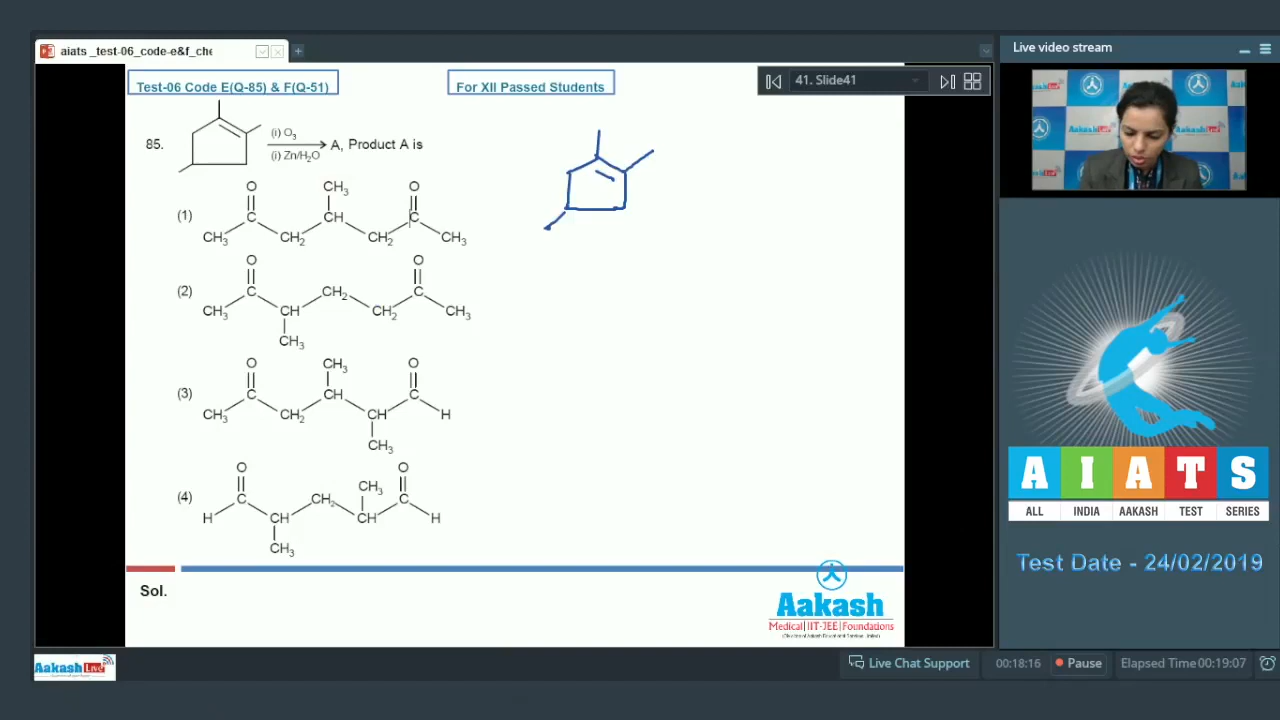 aiats _test-06_code-e&f_che
Live video stream
Test-06 Code E(Q-85) & F(Q-51)
For XII Passed Students
41. Slide41
85.
(i) O3
(i) Zn/H2O
A, Product A is
(1)
O CH3 O
C CH C
CH3 CH2 CH2 CH3
(2)
O O
C CH2 C
CH3 CH CH2 CH3
CH3
(3)
O CH3 O
C CH C
CH3 CH2 CH H
CH3
(4)
O O
C CH2 CH3 C
H CH CH H
CH3
Sol.
Aakash
Medical|IIT-JEE|Foundations
AakashLive
A I A T S
ALL INDIA AAKASH TEST SERIES
Test Date - 24/02/2019
Aakash Live
Live Chat Support
00:18:16
Pause
Elapsed Time 00:19:07